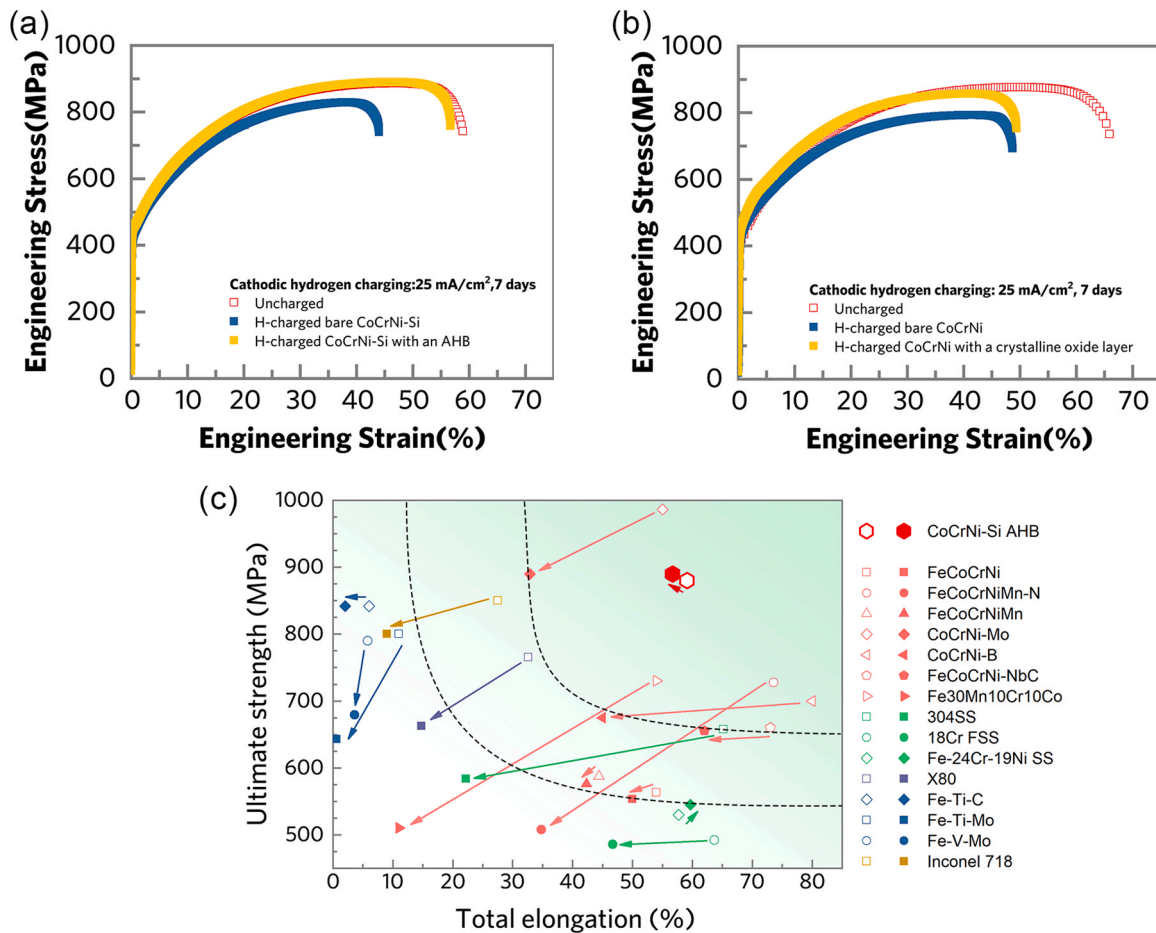 (a)
1000
800
600
400
200
0
Engineering Stress(MPa)
Cathodic hydrogen charging:25 mA/cm², 7 days
Uncharged
H-charged bare CoCrNi-Si
H-charged CoCrNi-Si with an AHB
0 10 20 30 40 50 60 70
Engineering Strain(%)
(b)
1000
800
600
400
200
0
Engineering Stress(MPa)
Cathodic hydrogen charging: 25 mA/cm², 7 days
Uncharged
H-charged bare CoCrNi
H-charged CoCrNi with a crystalline oxide layer
0 10 20 30 40 50 60 70
Engineering Strain(%)
(c)
1000
900
800
700
600
500
Ultimate strength (MPa)
0 10 20 30 40 50 60 70 80
Total elongation (%)
CoCrNi-Si AHB
FeCoCrNi
FeCoCrNiMn-N
FeCoCrNiMn
CoCrNi-Mo
CoCrNi-B
FeCoCrNi-NbC
Fe30Mn10Cr10Co
304SS
18Cr FSS
Fe-24Cr-19Ni SS
X80
Fe-Ti-C
Fe-Ti-Mo
Fe-V-Mo
Inconel 718